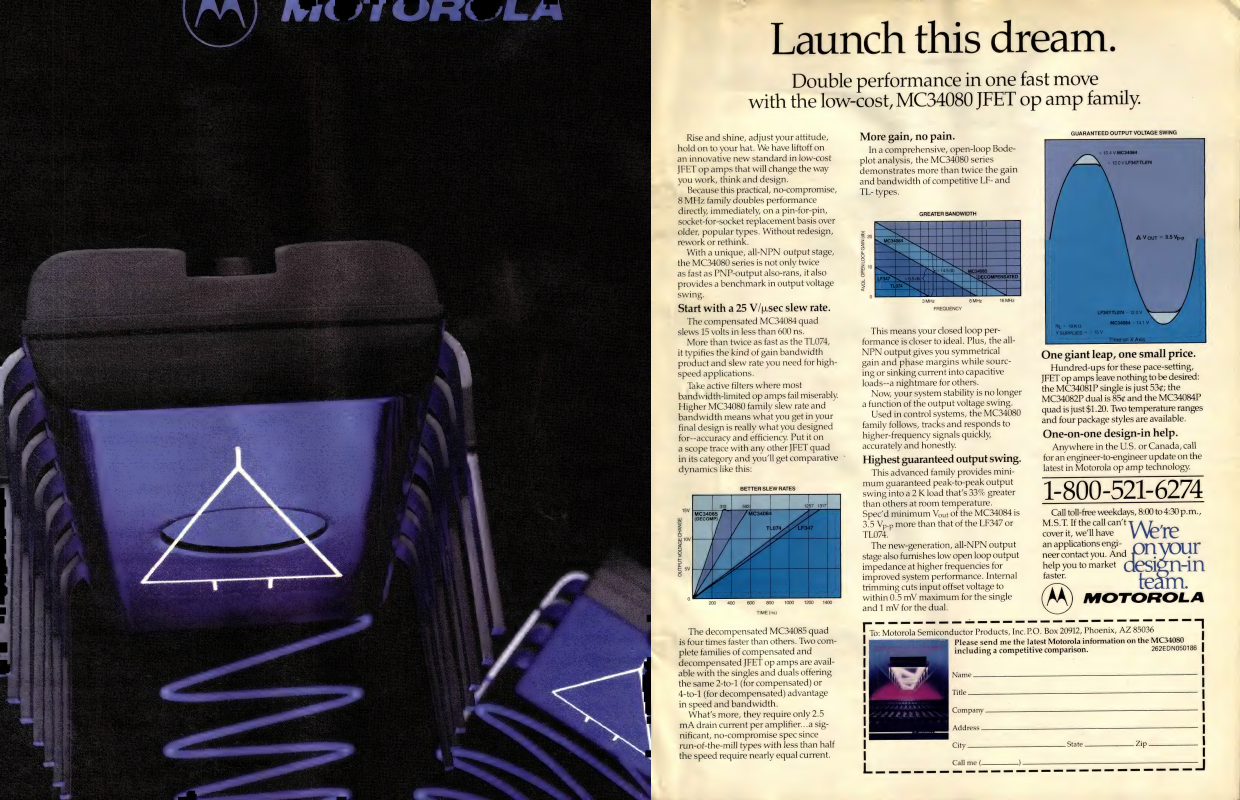 MOTOROLA
Launch this dream.
Double performance in one fast move
with the low-cost, MC34080 JFET op amp family.
Rise and shine, adjust your attitude,
hold on to your hat. We have liftoff on
an innovative new standard in low-cost
JFET op amps that will change the way
you work, think and design.
Because this practical, no-compromise,
8 MHz family doubles performance
directly, immediately, on a pin-for-pin,
socket-for-socket replacement basis over
older, popular types. Without redesign,
rework or rethink.
With a unique, all-NPN output stage,
the MC34080 series is not only twice
as fast as PNP-output also-rans, it also
provides a benchmark in output voltage
swing.
Start with a 25 V/µsec slew rate.
The compensated MC34084 quad
slews 15 volts in less than 600 ns.
More than twice as fast as the TL074,
it typifies the kind of gain bandwidth
product and slew rate you need for high-
speed applications.
Take active filters where most
bandwidth-limited op amps fail miserably.
Higher MC34080 family slew rate and
bandwidth means what you get in your
final design is really what you designed
for--accuracy and efficiency. Put it on
a scope trace with any other JFET quad
in its category and you'll get comparative
dynamics like this:
BETTER SLEW RATES
MC34085
(DECOMP)
MC34084
TL074
LF347
OUTPUT VOLTAGE CHANGE
15V
10V
5V
0
200 400 600 800 1000 1200 1400
TIME (ns)
The decompensated MC34085 quad
is four times faster than others. Two com-
plete families of compensated and
decompensated JFET op amps are avail-
able with the singles and duals offering
the same 2-to-1 (for compensated) or
4-to-1 (for decompensated) advantage
in speed and bandwidth.
What's more, they require only 2.5
mA drain current per amplifier...a sig-
nificant, no-compromise spec since
run-of-the-mill types with less than half
the speed require nearly equal current.
More gain, no pain.
In a comprehensive, open-loop Bode-
plot analysis, the MC34080 series
demonstrates more than twice the gain
and bandwidth of competitive LF- and
TL- types.
GREATER BANDWIDTH
MC34084
LF347
TL074
MC34085
DECOMPENSATED
20
10
0
3 MHz 8 MHz 16 MHz
FREQUENCY
This means your closed loop per-
formance is closer to ideal. Plus, the all-
NPN output gives you symmetrical
gain and phase margins while sourc-
ing or sinking current into capacitive
loads--a nightmare for others.
Now, your system stability is no longer
a function of the output voltage swing.
Used in control systems, the MC34080
family follows, tracks and responds to
higher-frequency signals quickly,
accurately and honestly.
Highest guaranteed output swing.
This advanced family provides mini-
mum guaranteed peak-to-peak output
swing into a 2 K load that's 33% greater
than others at room temperature.
Spec'd minimum Vout of the MC34084 is
3.5 Vp-p more than that of the LF347 or
TL074.
The new-generation, all-NPN output
stage also furnishes low open loop output
impedance at higher frequencies for
improved system performance. Internal
trimming cuts input offset voltage to
within 0.5 mV maximum for the single
and 1 mV for the dual.
GUARANTEED OUTPUT VOLTAGE SWING
MC34084
LF347/TL074
Δ V OUT = 3.5 Vp-p
LF347/TL074
MC34084
Time on X Axis
One giant leap, one small price.
Hundred-ups for these pace-setting,
JFET op amps leave nothing to be desired:
the MC34081P single is just 53¢; the
MC34082P dual is 85¢ and the MC34084P
quad is just $1.20. Two temperature ranges
and four package styles are available.
One-on-one design-in help.
Anywhere in the U.S. or Canada, call
for an engineer-to-engineer update on the
latest in Motorola op amp technology.
1-800-521-6274
Call toll-free weekdays, 8:00 to 4:30 p.m.,
M.S.T. If the call can't
cover it, we'll have
an applications engi-
neer contact you. And
help you to market
faster.
We're
on your
design-in
team.
MOTOROLA
To: Motorola Semiconductor Products, Inc. P.O. Box 20912, Phoenix, AZ 85036
Please send me the latest Motorola information on the MC34080
including a competitive comparison.
262EDN050186
Name
Title
Company
Address
City State Zip
Call me ( )